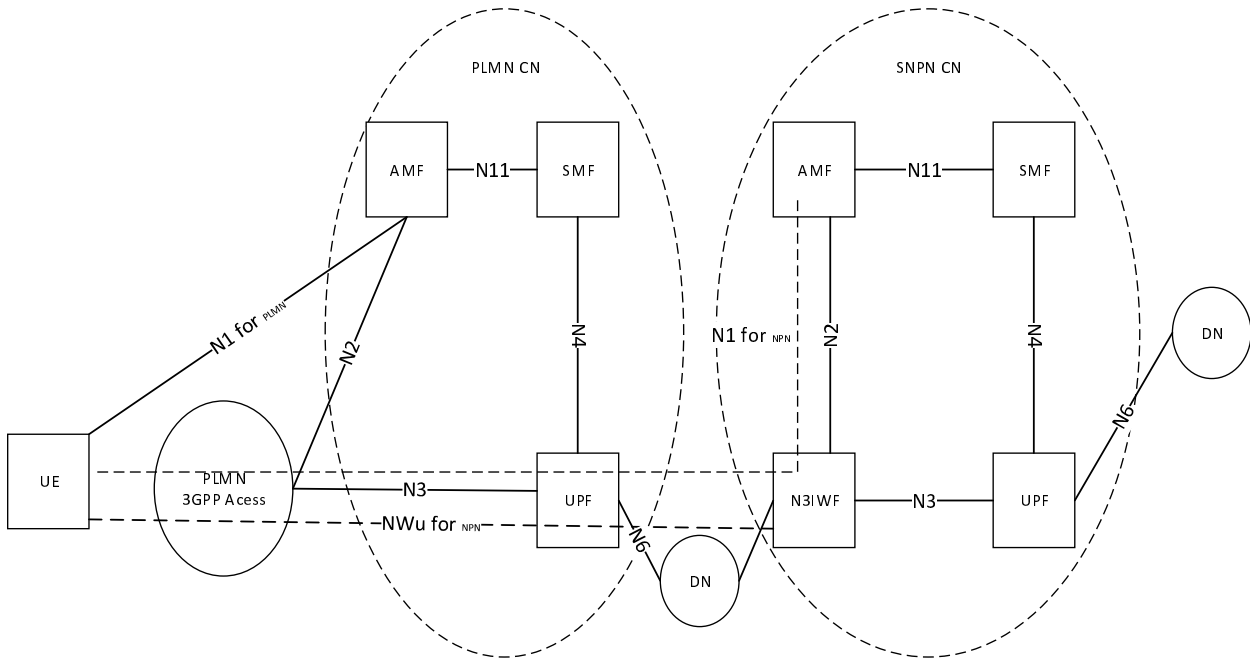 PLMN CN
SNPN CN
AMF
N11
SMF
AMF
N11
SMF
N1 for PLMN
N2
N4
N1 for NPN
N2
N4
DN
N6
UE
PLMN
3GPP Acess
N3
UPF
N3IWF
N3
UPF
NWu for NPN
N6
DN